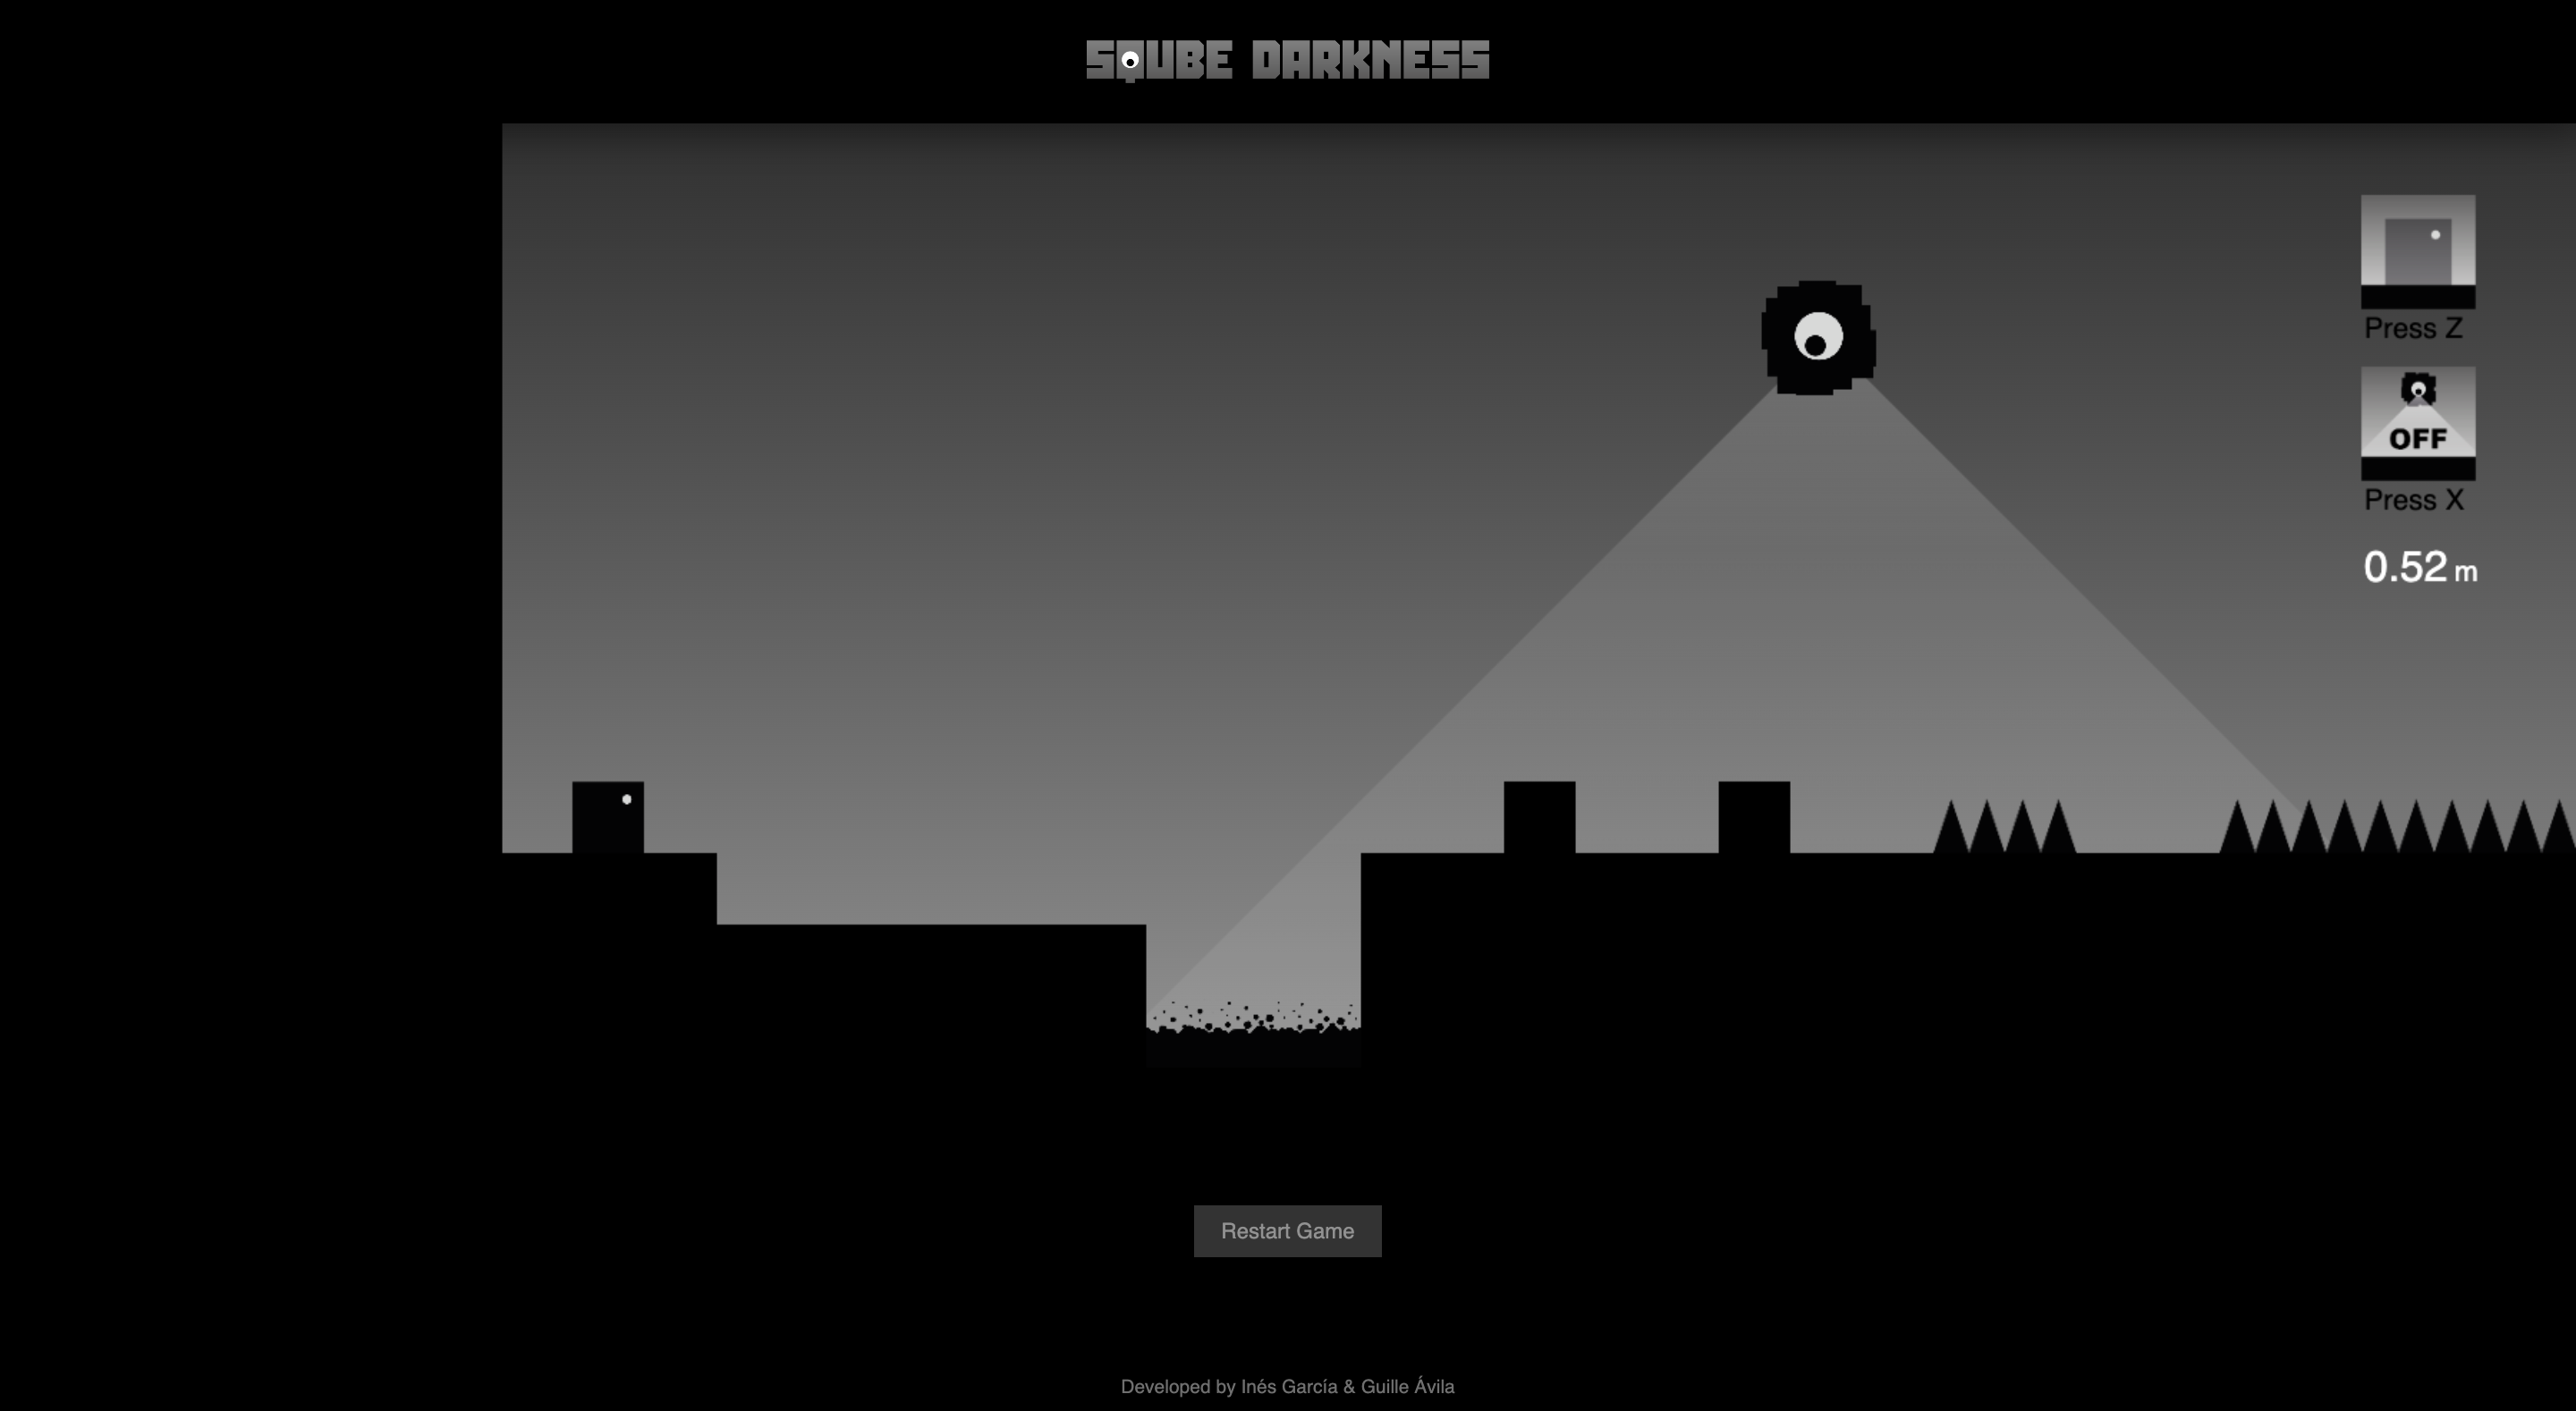 SQUBE DARKNESS
Press Z
OFF
Press X
0.52 m
Restart Game
Developed by Inés García & Guille Ávila